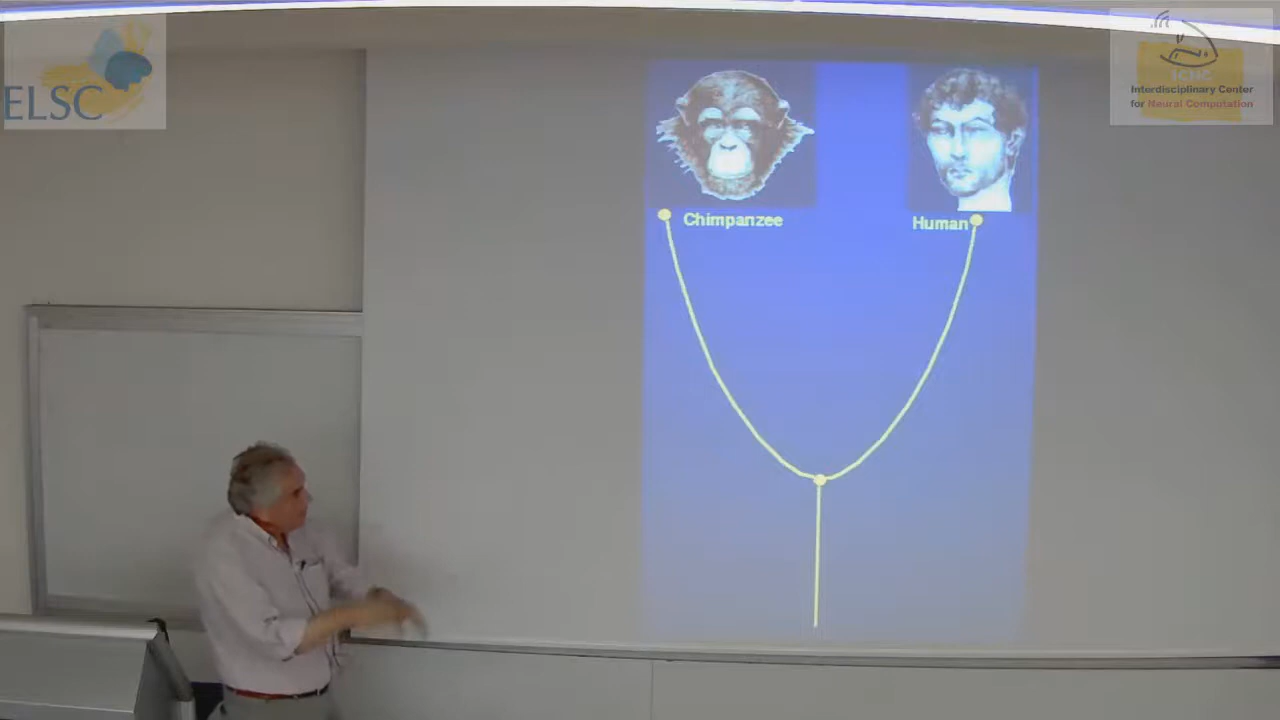 ELSC
ICNC
Interdisciplinary Center
for Neural Computation
Chimpanzee
Human